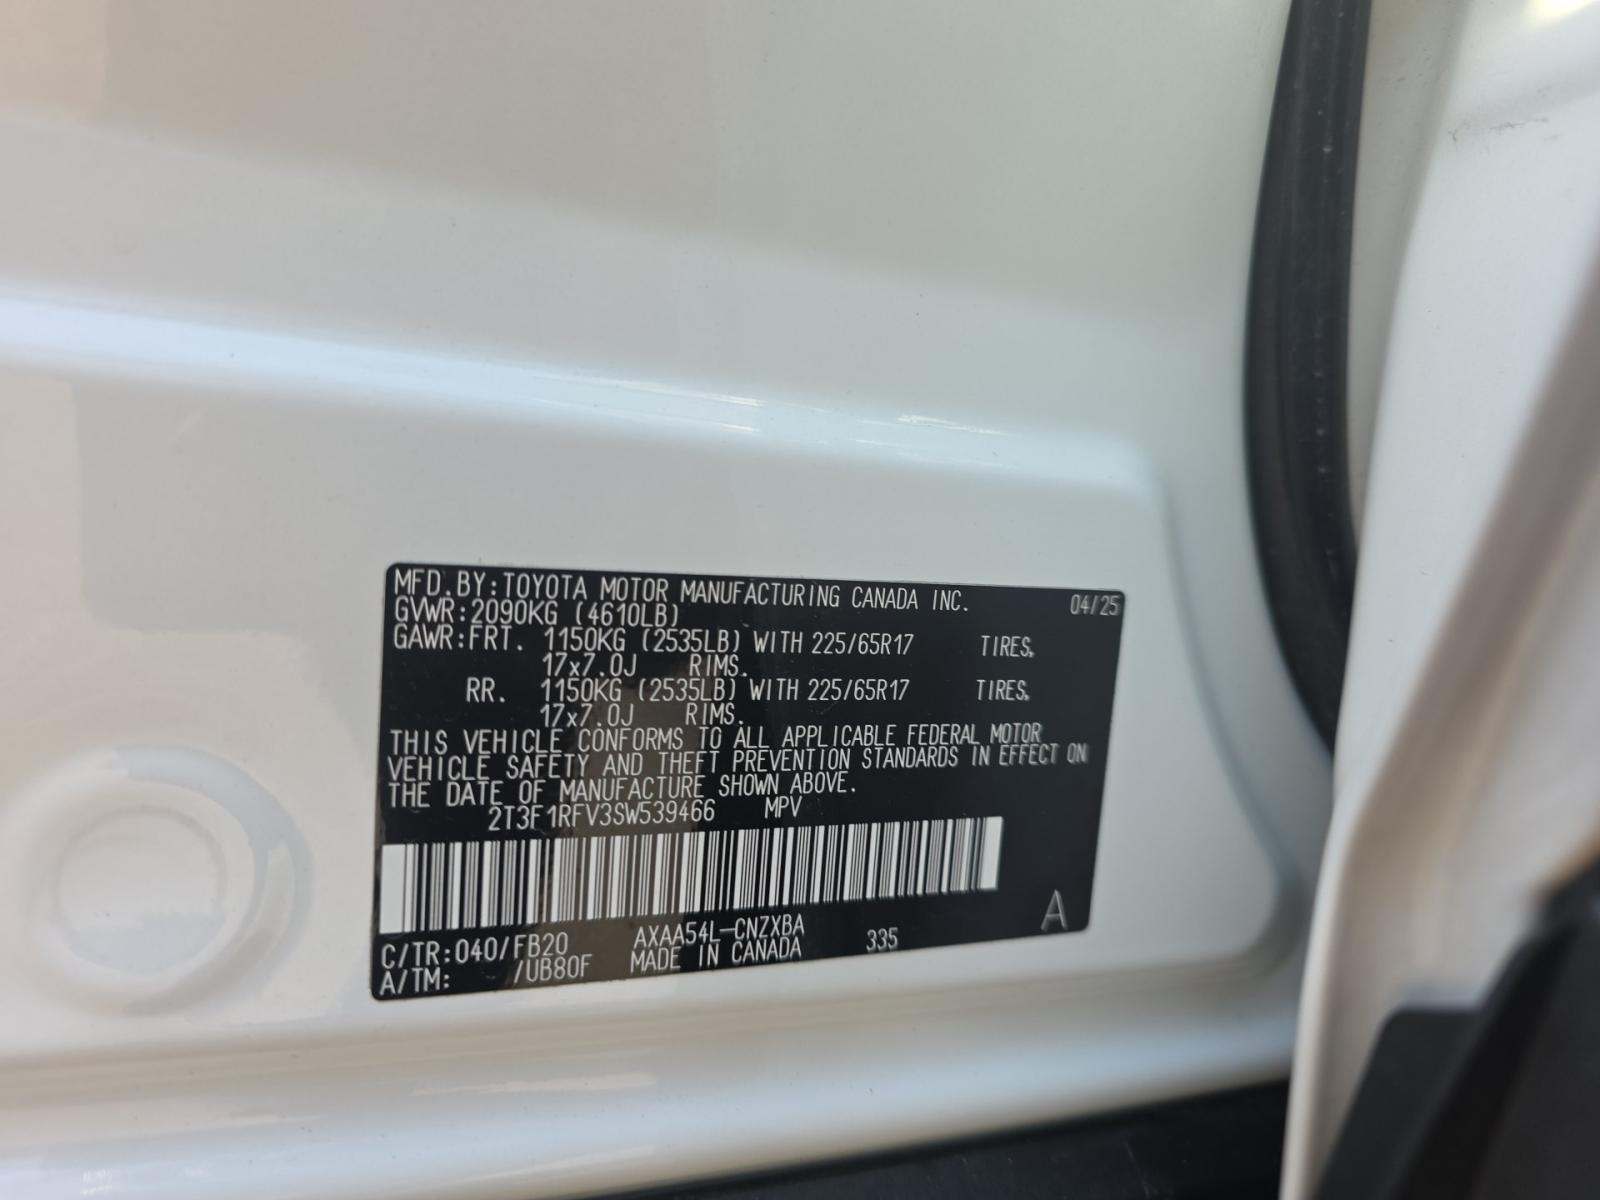 MFD.BY:TOYOTA MOTOR MANUFACTURING CANADA INC. 04/25
GVWR:2090KG (4610LB)
GAWR:FRT. 1150KG (2535LB) WITH 225/65R17 TIRES,
17x7.0J RIMS.
RR. 1150KG (2535LB) WITH 225/65R17 TIRES,
17x7.0J RIMS.
THIS VEHICLE CONFORMS TO ALL APPLICABLE FEDERAL MOTOR
VEHICLE SAFETY AND THEFT PREVENTION STANDARDS IN EFFECT ON
THE DATE OF MANUFACTURE SHOWN ABOVE.
2T3F1RFV3SW539466 MPV
A
C/TR:040/FB20 AXAA54L-CNZXBA 335
A/TM: /UB80F MADE IN CANADA